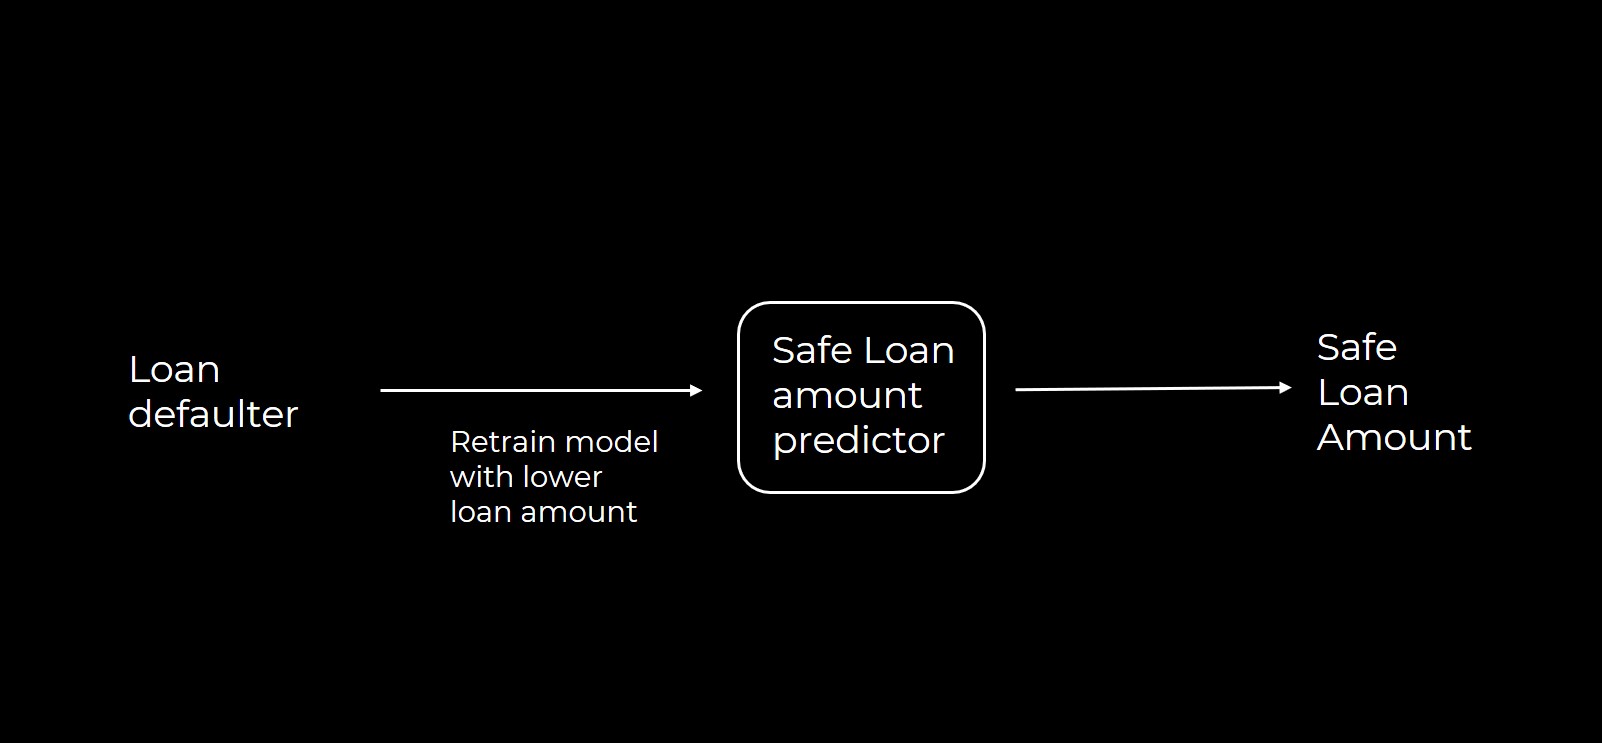 Loan
defaulter
Retrain model
with lower
loan amount
Safe Loan
amount
predictor
Safe
Loan
Amount